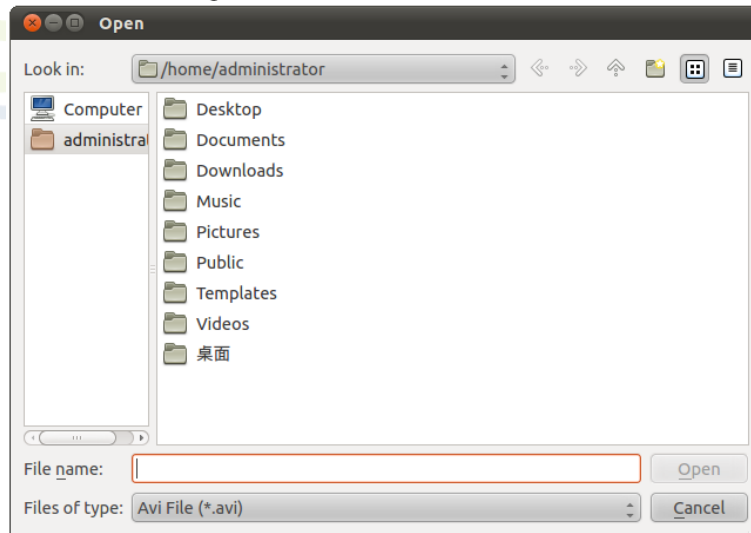 Open
Look in: /home/administrator
Computer
administrat
Desktop
Documents
Downloads
Music
Pictures
Public
Templates
Videos
桌面
File name: Open
Files of type: Avi File (*.avi) Cancel